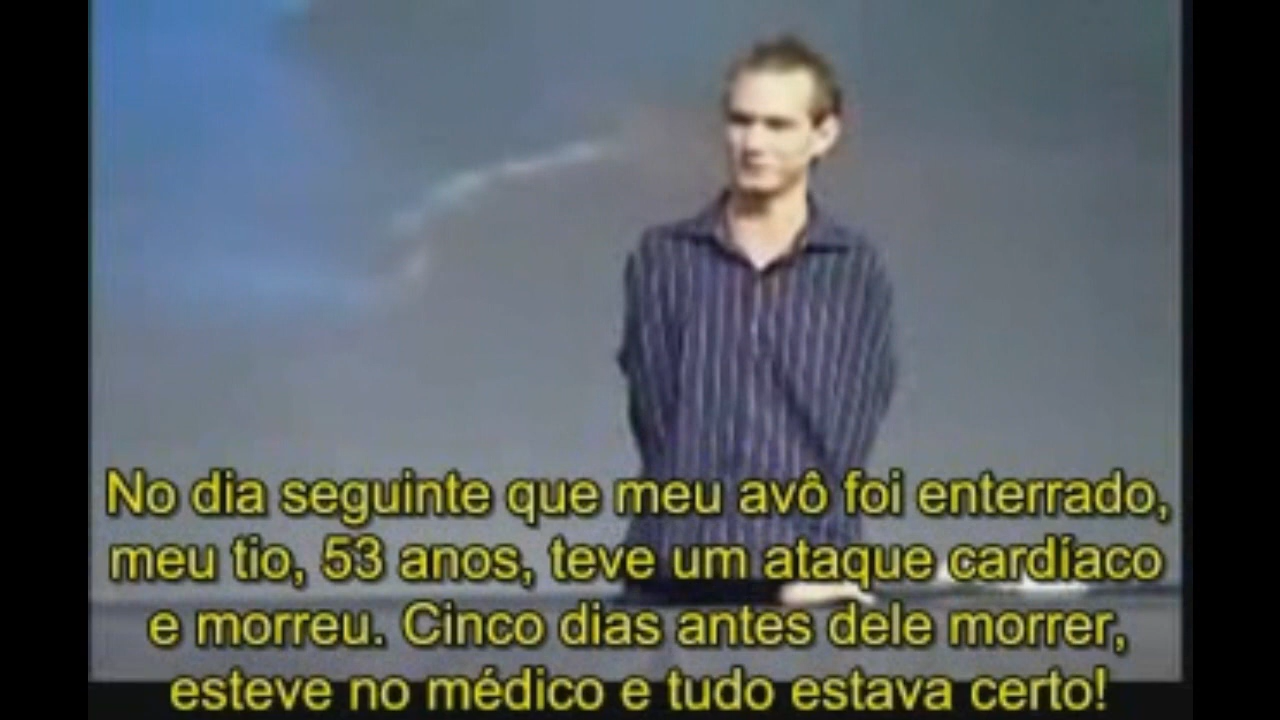 No dia seguinte que meu avô foi enterrado,
meu tio, 53 anos, teve um ataque cardíaco
e morreu. Cinco dias antes dele morrer,
esteve no médico e tudo estava certo!